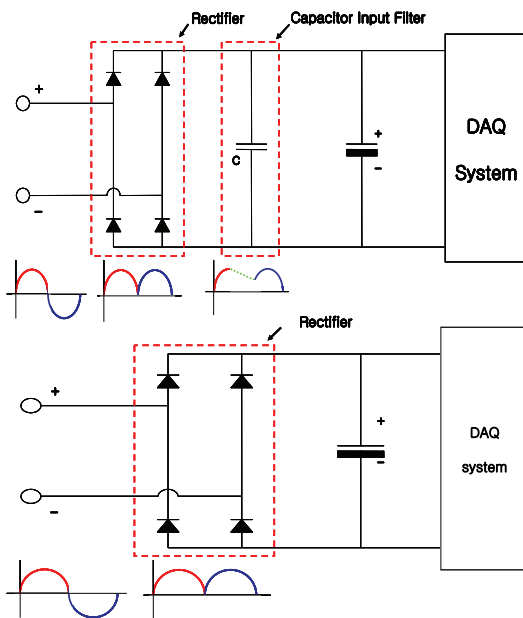 Rectifier
Capacitor Input Filter
+
-
C
+
-
DAQ
System
Rectifier
+
-
+
-
DAQ
system